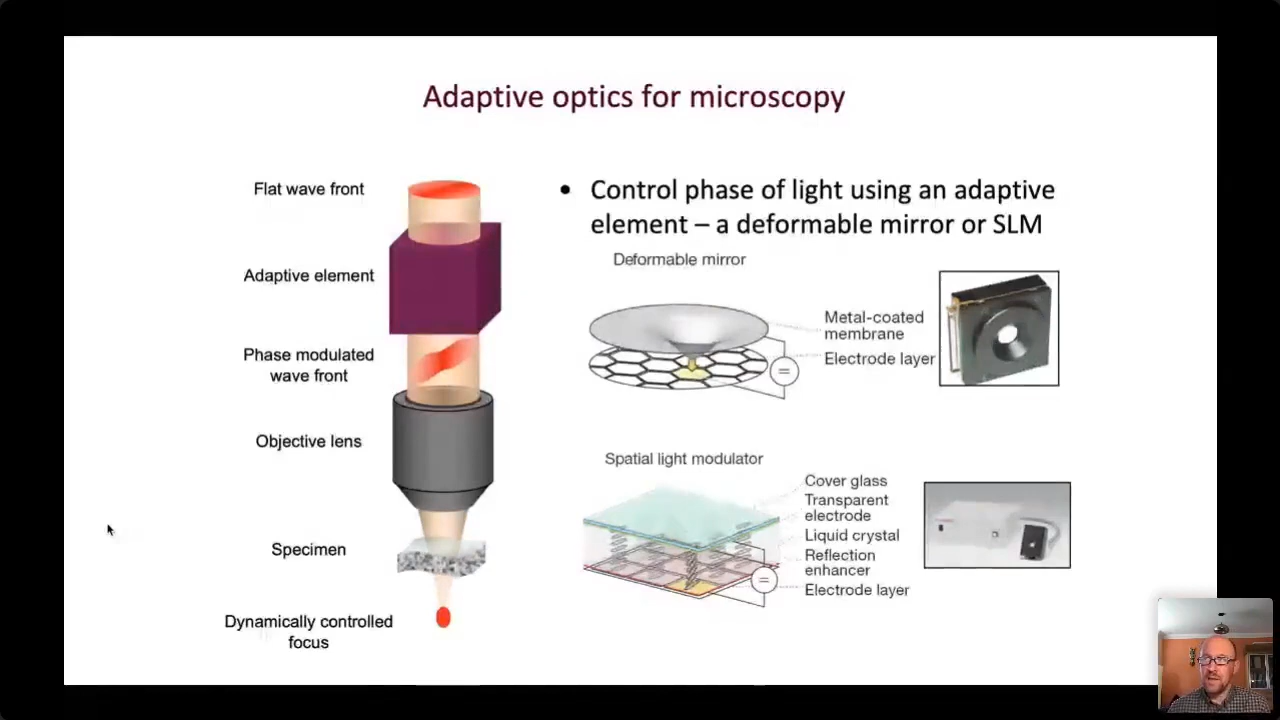 Adaptive optics for microscopy
Flat wave front
Adaptive element
Phase modulated
wave front
Objective lens
Specimen
Dynamically controlled
focus
• Control phase of light using an adaptive
element – a deformable mirror or SLM
Deformable mirror
Metal-coated
membrane
Electrode layer
=
Spatial light modulator
Cover glass
Transparent
electrode
Liquid crystal
Reflection
enhancer
Electrode layer
=